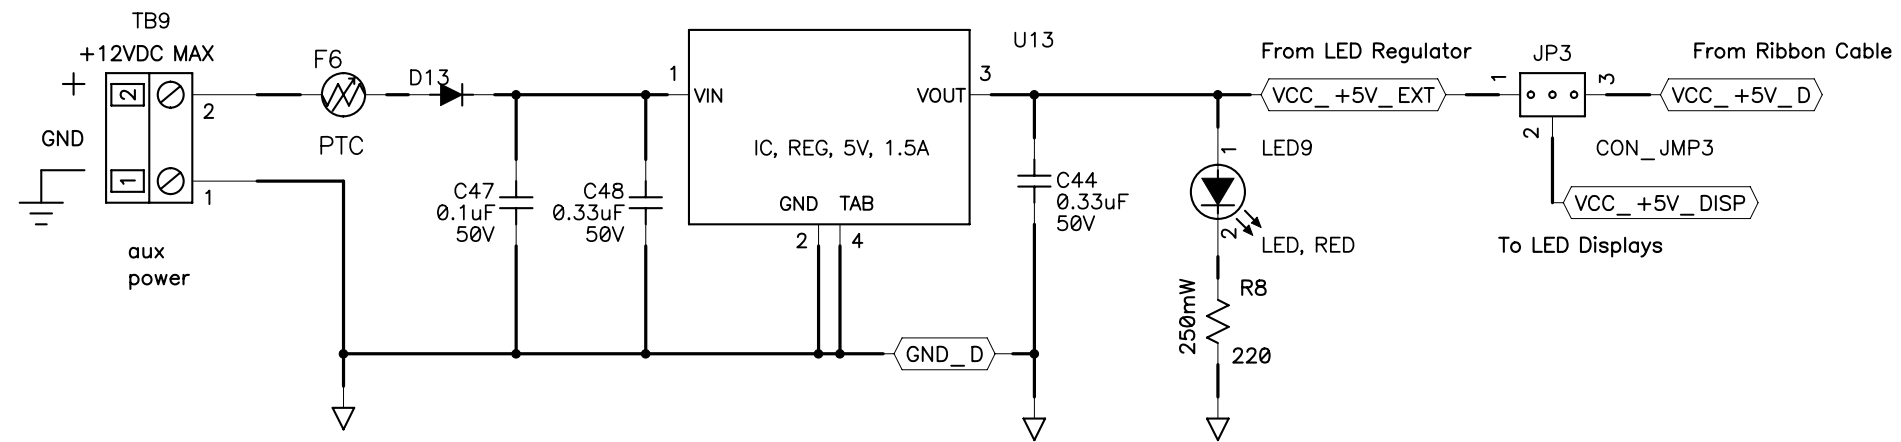 TB9
+12VDC MAX
+
2
2
GND
1
1
aux
power
F6
PTC
D13
C47
0.1uF
50V
C48
0.33uF
50V
1
VIN
U13
3
VOUT
IC, REG, 5V, 1.5A
GND TAB
2 4
GND_D
C44
0.33uF
50V
From LED Regulator
VCC_+5V_EXT
1
LED9
2
LED, RED
R8
250mW
220
JP3
1
3
2
CON_JMP3
From Ribbon Cable
VCC_+5V_D
VCC_+5V_DISP
To LED Displays